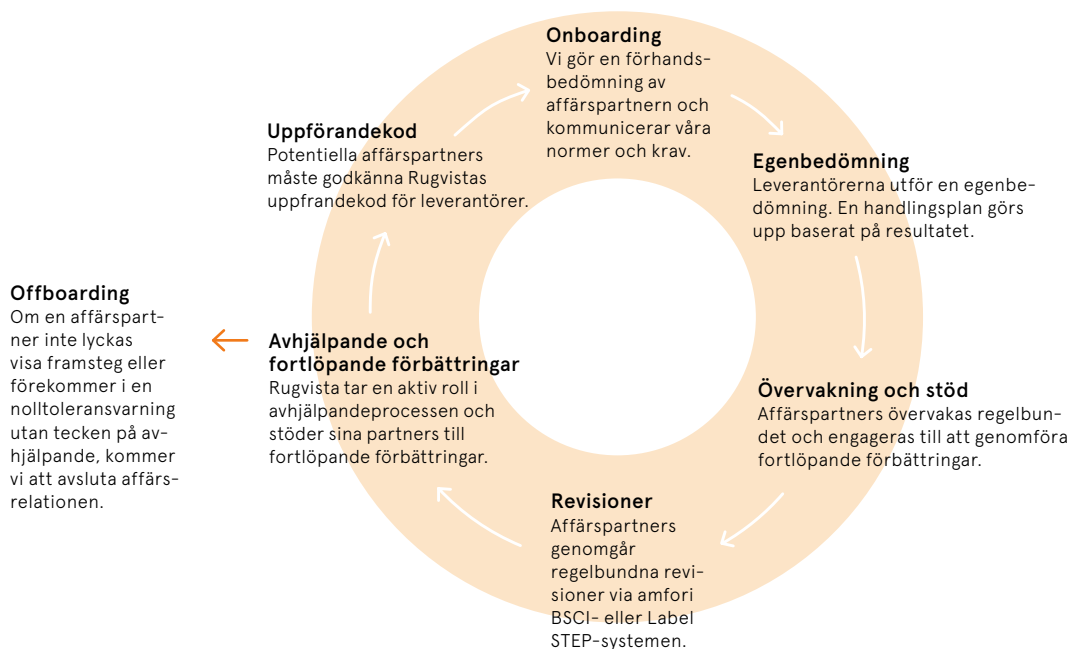 Onboarding
Vi gör en förhands-
bedömning av
affärspartnern och
kommunicerar våra
normer och krav.
Egenbedömning
Leverantörerna utför en egenbe-
dömning. En handlingsplan görs
upp baserat på resultatet.
Övervakning och stöd
Affärspartners övervakas regelbun-
det och engageras till att genomföra
fortlöpande förbättringar.
Revisioner
Affärspartners
genomgår
regelbundna revi-
sioner via amfori
BSCI- eller Label
STEP-systemen.
Avhjälpande och
fortlöpande förbättringar
Rugvista tar en aktiv roll i
avhjälpandeprocessen och
stöder sina partners till
fortlöpande förbättringar.
Uppförandekod
Potentiella affärspartners
måste godkänna Rugvistas
uppfrandekod för leverantörer.
Offboarding
Om en affärspart-
ner inte lyckas
visa framsteg eller
förekommer i en
nolltoleransvarning
utan tecken på av-
hjälpande, kommer
vi att avsluta affärs-
relationen.